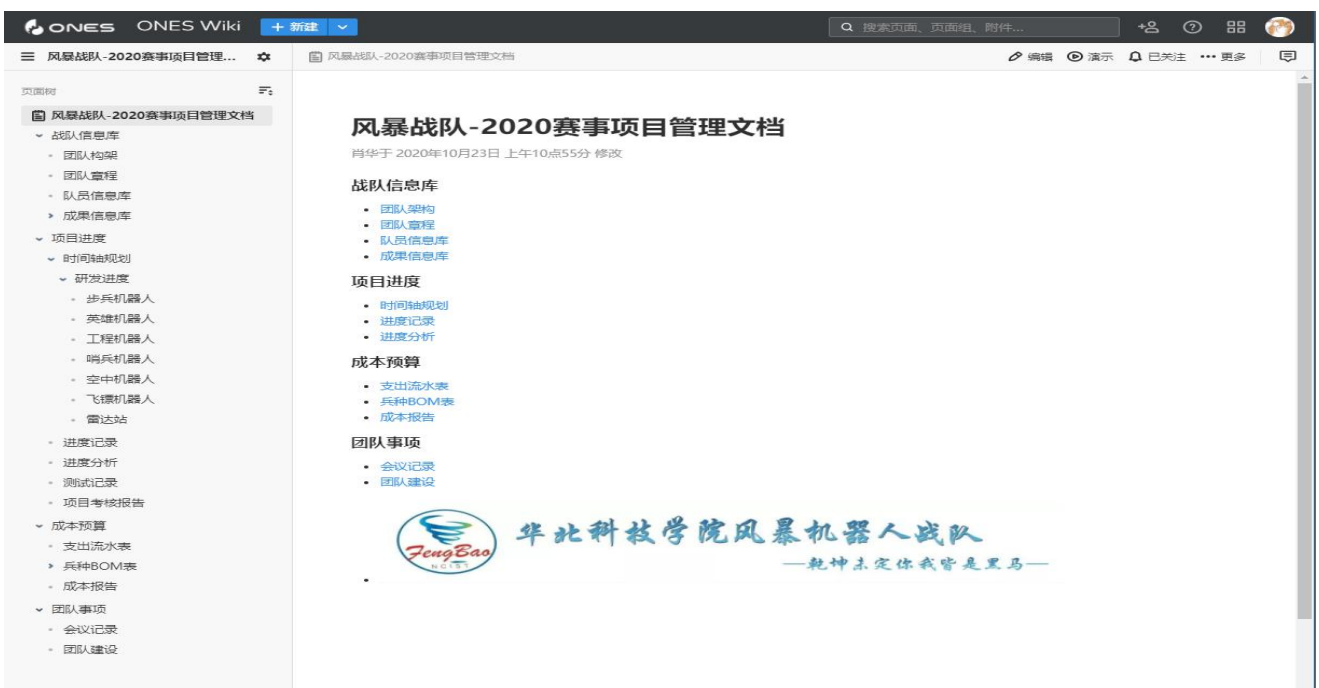 ONES ONES Wiki + 新建 搜索页面、页面组、附件...
风暴战队-2020赛事项目管理... 风暴战队-2020赛事项目管理文档 编辑 演示 已关注 ••• 更多
页面树
风暴战队-2020赛事项目管理文档
战队信息库
团队构架
团队章程
队员信息库
成果信息库
项目进度
时间轴规划
研发进度
步兵机器人
英雄机器人
工程机器人
哨兵机器人
空中机器人
飞镖机器人
雷达站
进度记录
进度分析
测试记录
项目考核报告
成本预算
支出流水表
兵种BOM表
成本报告
团队事项
会议记录
团队建设
风暴战队-2020赛事项目管理文档
肖华于 2020年10月23日 上午10点55分 修改
战队信息库
团队架构
团队章程
队员信息库
成果信息库
项目进度
时间轴规划
进度记录
进度分析
成本预算
支出流水表
兵种BOM表
成本报告
团队事项
会议记录
团队建设
FengBao
NCIST
华北科技学院风暴机器人战队
—乾坤未定你我皆是黑马—